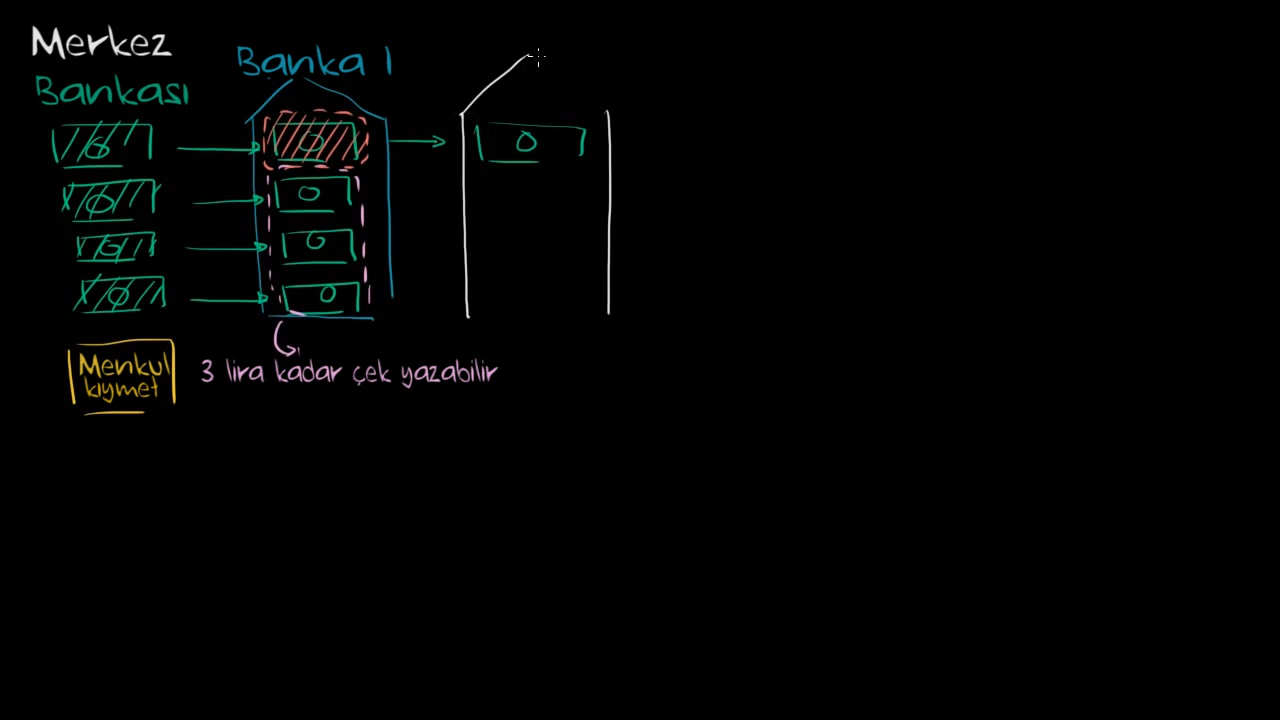 Merkez
Bankası
Banka 1
Menkul
kıymet
3 lira kadar çek yazabilir